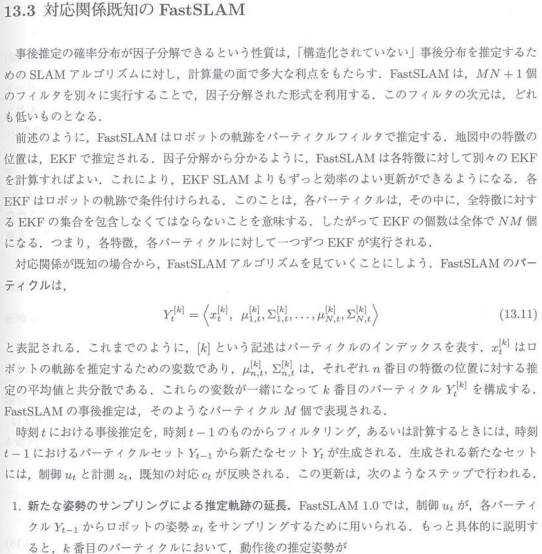 13.3 対応関係既知の FastSLAM
事後推定の確率分布が因子分解できるという性質は，「構造化されていない」事後分布を推定するた
めの SLAM アルゴリズムに対し，計算量の面で多大な利点をもたらす．FastSLAM は，MN + 1 個
のフィルタを別々に実行することで，因子分解された形式を利用する．このフィルタの次元は，どれ
も低いものとなる．
前述のように，FastSLAM はロボットの軌跡をパーティクルフィルタで推定する．地図中の特徴の
位置は，EKF で推定される．因子分解から分かるように，FastSLAM は各特徴に対して別々の EKF
を計算すればよい．これにより，EKF SLAM よりもずっと効率のよい更新ができるようになる．各
EKF はロボットの軌跡で条件付けられる．このことは，各パーティクルは，その中に，全特徴に対す
る EKF の集合を包含しなくてはならないことを意味する．したがって EKF の個数は全体で NM 個
になる．つまり，各特徴，各パーティクルに対して一つずつ EKF が実行される．
対応関係が既知の場合から，FastSLAM アルゴリズムを見ていくことにしよう．FastSLAM のパー
ティクルは，
Y_t^{[k]} = ⟨x_t^{[k]}, μ_{1,t}^{[k]}, Σ_{1,t}^{[k]}, . . . , μ_{N,t}^{[k]}, Σ_{N,t}^{[k]}⟩ (13.11)
と表記される．これまでのように，[k] という記述はパーティクルのインデックスを表す．x_t^{[k]} はロ
ボットの軌跡を推定するための変数であり，μ_{n,t}^{[k]}, Σ_{n,t}^{[k]} は，それぞれ n 番目の特徴の位置に対する推
定の平均値と共分散である．これらの変数が一緒になって k 番目のパーティクル Y_t^{[k]} を構成する．
FastSLAM の事後推定は，そのようなパーティクル M 個で表現される．
時刻 t における事後推定を，時刻 t − 1 のものからフィルタリング，あるいは計算するときには，時刻
t − 1 におけるパーティクルセット Y_{t−1} から新たなセット Y_t が生成される．生成される新たなセット
には，制御 u_t と計測 z_t，既知の対応 c_t が反映される．この更新は，次のようなステップで行われる．
1. 新たな姿勢のサンプリングによる推定軌跡の延長．FastSLAM 1.0 では，制御 u_t が，各パーティ
クル Y_{t−1} からロボットの姿勢 x_t をサンプリングするために用いられる．もっと具体的に説明す
ると，k 番目のパーティクルにおいて，動作後の推定姿勢が